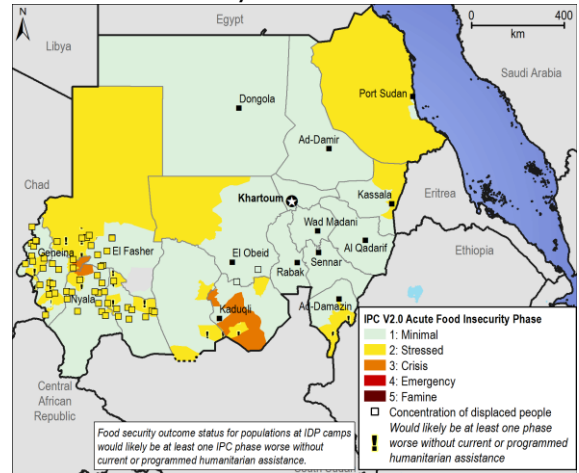 Egypt
N
0
400
km
Libya
Saudi Arabia
Port Sudan
Dongola
Ad-Damir
Chad
Khartoum
Kassala
Eritrea
Wad Madani
Geneina
El Fasher
El Obeid
Al Qadarif
Sennar
Rabak
Ethiopia
Nyala
Kaduqli
Ad-Damazin
Central
African
Republic
IPC V2.0 Acute Food Insecurity Phase
1: Minimal
2: Stressed
3: Crisis
4: Emergency
5: Famine
Concentration of displaced people
Would likely be at least one phase
! worse without current or programmed
humanitarian assistance
Food security outcome status for populations at IDP camps
would likely be at least one IPC phase worse without
current or programmed humanitarian assistance.